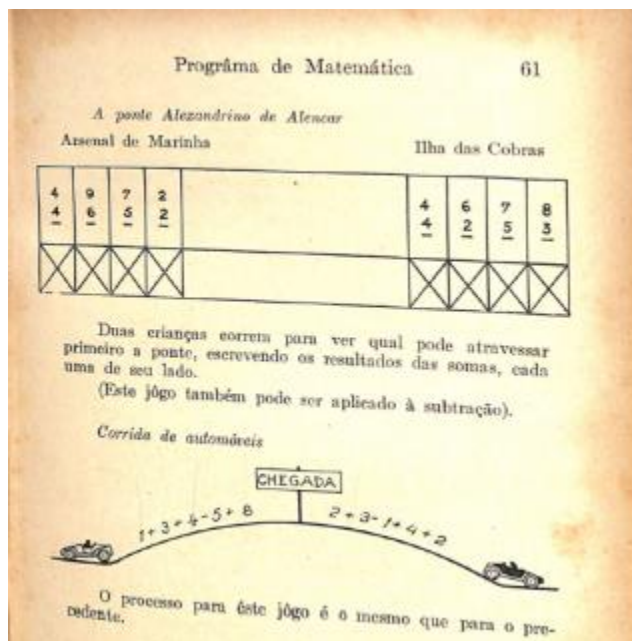 Progrâma de Matemática 61
A ponte Alexandrino de Alencar
Arsenal de Marinha Ilha das Cobras
4 9 7 2 4 6 7 8
4 6 5 2 4 2 5 3
Duas crianças correm para ver qual pode atravessar
primeiro a ponte, escrevendo os resultados das somas, cada
uma de seu lado.
(Este jôgo também pode ser aplicado à subtração).
Corrida de automóveis
CHEGADA
1+3+4-5+8 2+3-1+4+2
O processo para êste jôgo é o mesmo que para o pre-
cedente.